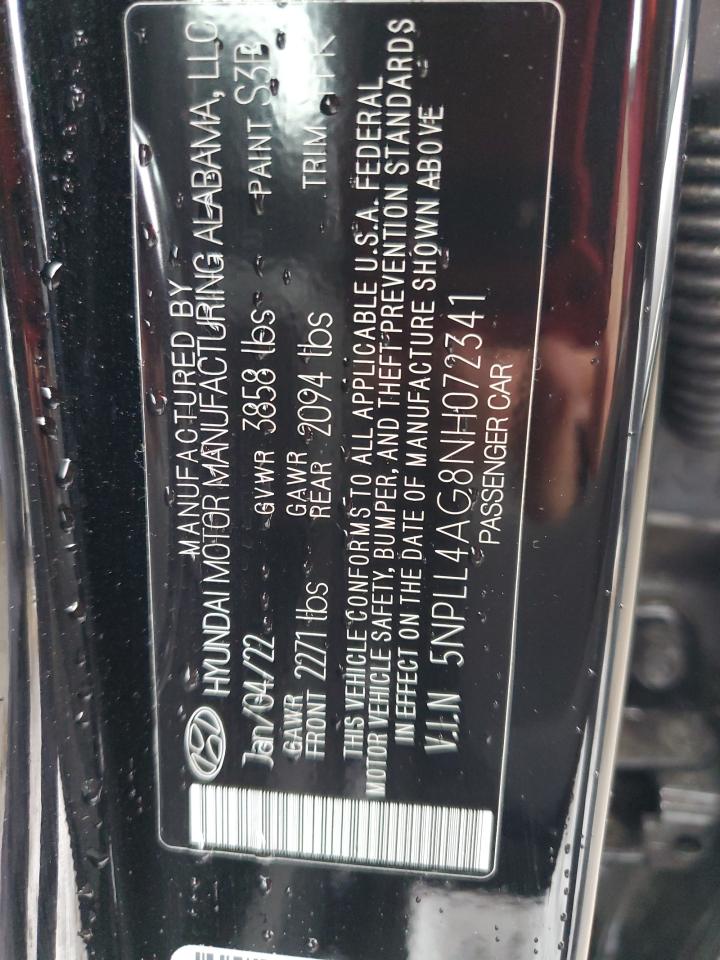 MANUFACTURED BY
HYUNDAI MOTOR MANUFACTURING ALABAMA, LLC
Jan/04/22 GVWR 3858 lbs PAINT S3B
GAWR GAWR
FRONT 2271 lbs REAR 2094 lbs TRIM
THIS VEHICLE CONFORMS TO ALL APPLICABLE U.S.A. FEDERAL
MOTOR VEHICLE SAFETY, BUMPER, AND THEFT PREVENTION STANDARDS
IN EFFECT ON THE DATE OF MANUFACTURE SHOWN ABOVE
V.I.N 5NPLL4AG8NH072341
PASSENGER CAR